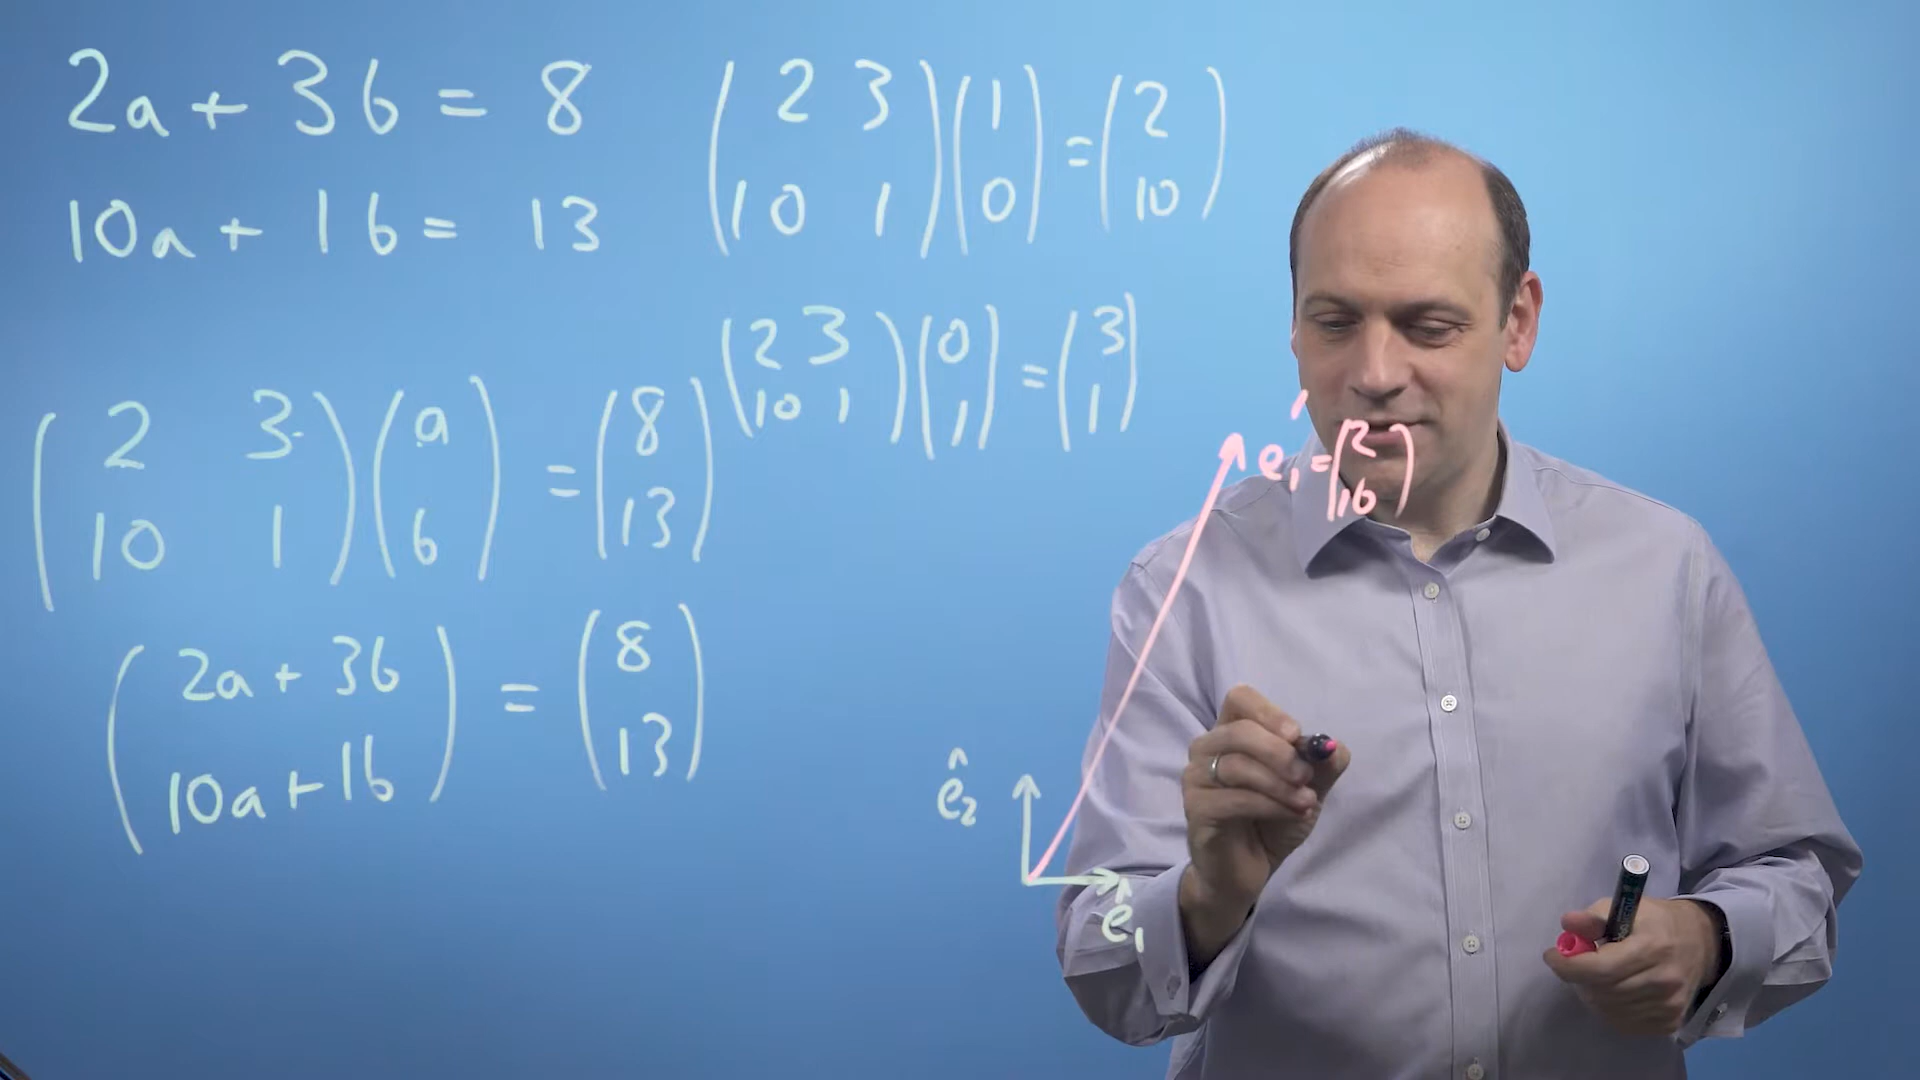 2a + 3b = 8
10a + 1b = 13
(2 3
10 1)(a
b) = (8
13)
(2a + 3b
10a + 1b) = (8
13)
(2 3
10 1)(1
0) = (2
10)
(2 3
10 1)(0
1) = (3
1)
e₁' = (2
10)
ê₂
ê₁